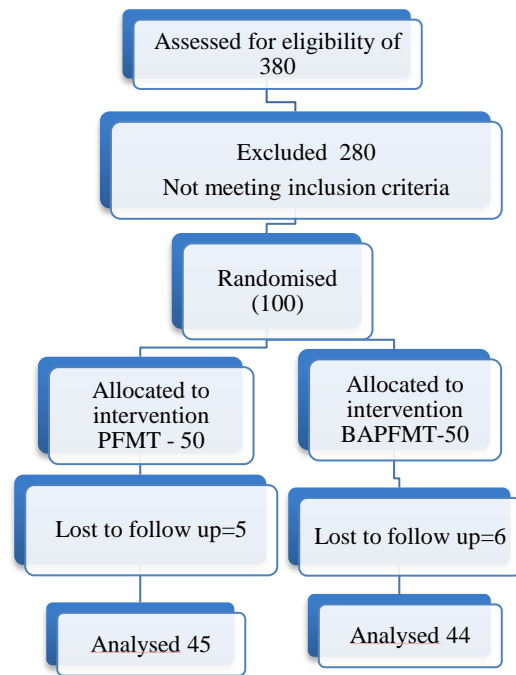 Assessed for eligibility of
380
Excluded 280
Not meeting inclusion criteria
Randomised
(100)
Allocated to
intervention
PFMT - 50
Allocated to
intervention
BAPFMT-50
Lost to follow up=5
Lost to follow up=6
Analysed 45
Analysed 44